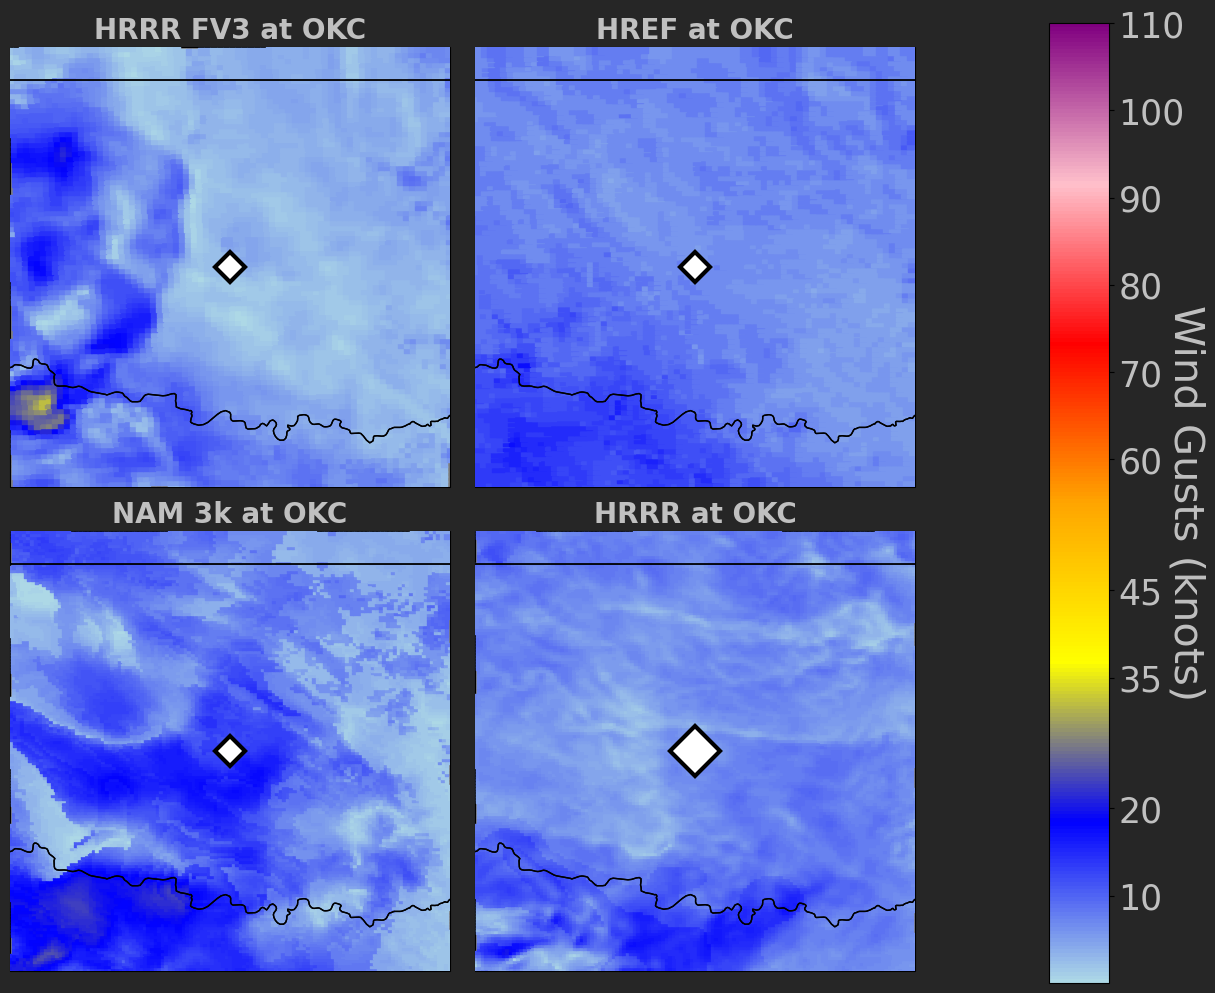 HRRR FV3 at OKC
HREF at OKC
NAM 3k at OKC
HRRR at OKC
110
100
90
80
70
60
45
35
20
10
Wind Gusts (knots)